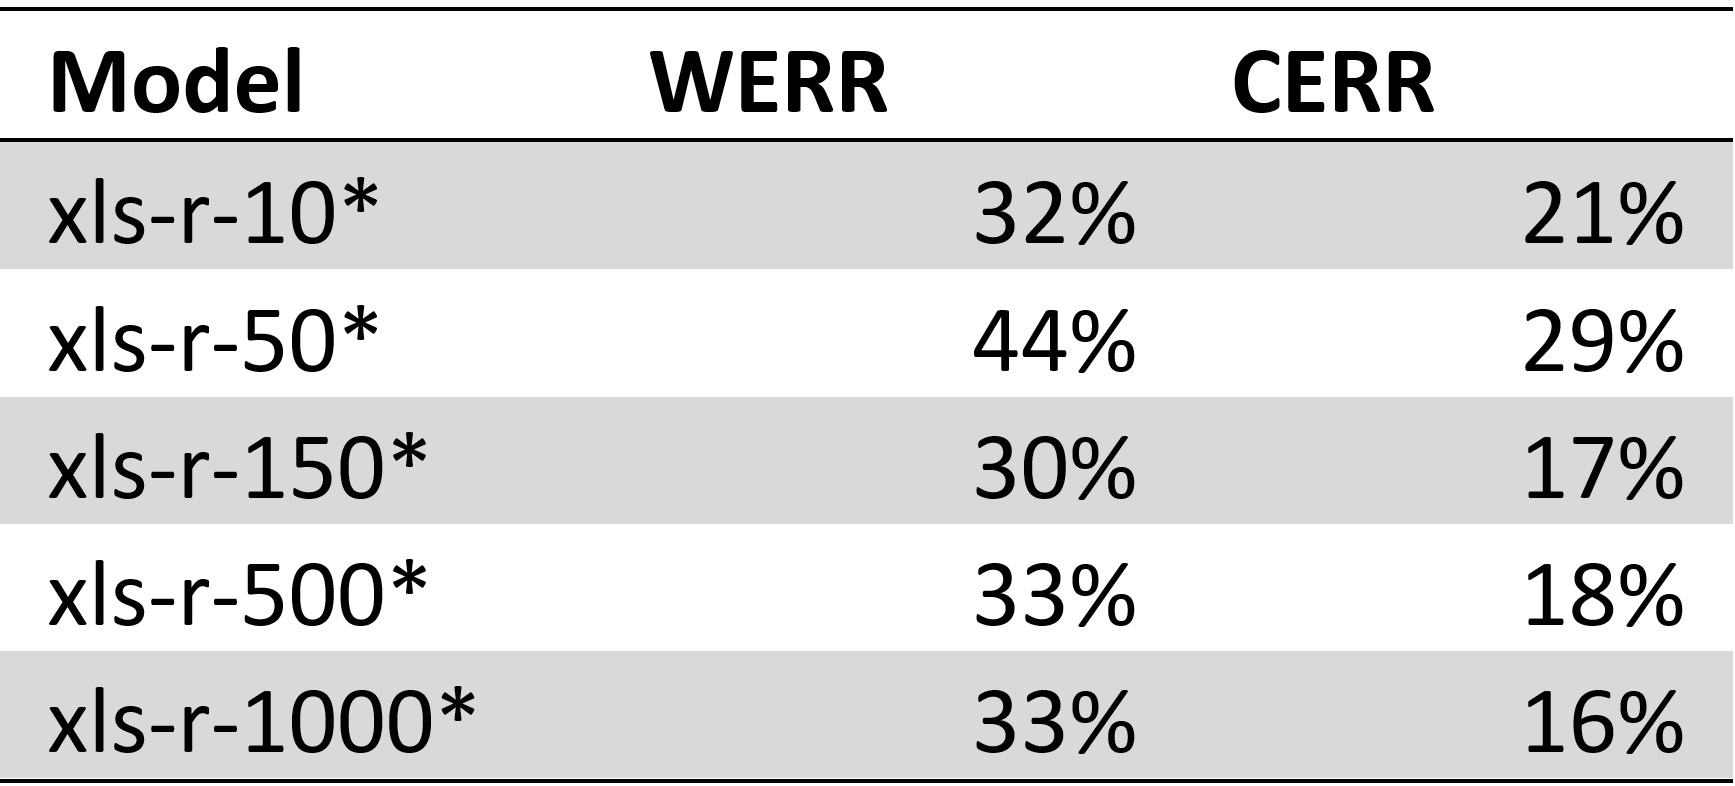 Model WERR CERR
xls-r-10* 32% 21%
xls-r-50* 44% 29%
xls-r-150* 30% 17%
xls-r-500* 33% 18%
xls-r-1000* 33% 16%